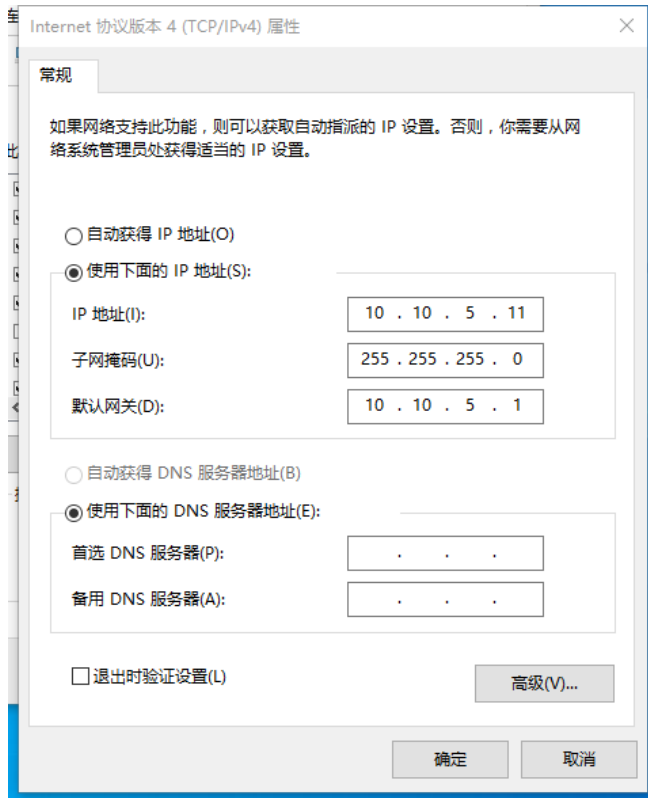 Internet 协议版本 4 (TCP/IPv4) 属性
常规
如果网络支持此功能，则可以获取自动指派的 IP 设置。否则，你需要从网
络系统管理员处获得适当的 IP 设置。
自动获得 IP 地址(O)
使用下面的 IP 地址(S):
IP 地址(I): 10 . 10 . 5 . 11
子网掩码(U): 255 . 255 . 255 . 0
默认网关(D): 10 . 10 . 5 . 1
自动获得 DNS 服务器地址(B)
使用下面的 DNS 服务器地址(E):
首选 DNS 服务器(P): . . .
备用 DNS 服务器(A): . . .
退出时验证设置(L)
高级(V)...
确定 取消